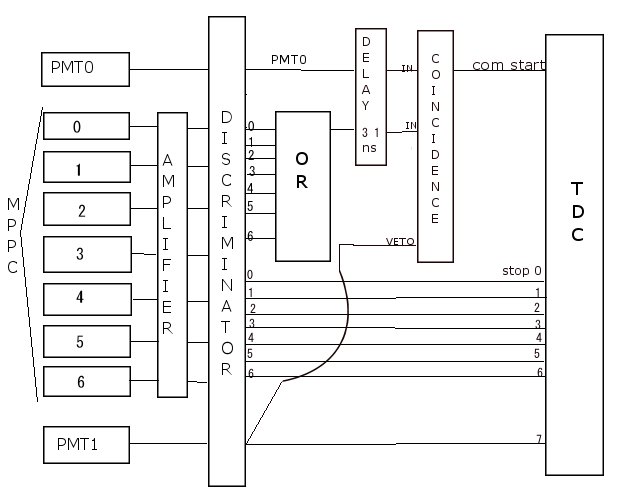 PMT0
PMT0
com start
DELAY
31
ns
IN
IN
COINCIDENCE
VETO
MPPC
0
1
2
3
4
5
6
AMPLIFIER
DISCRIMINATOR
0
1
2
3
4
5
6
OR
TDC
0
1
2
3
4
5
6
stop 0
1
2
3
4
5
6
7
PMT1